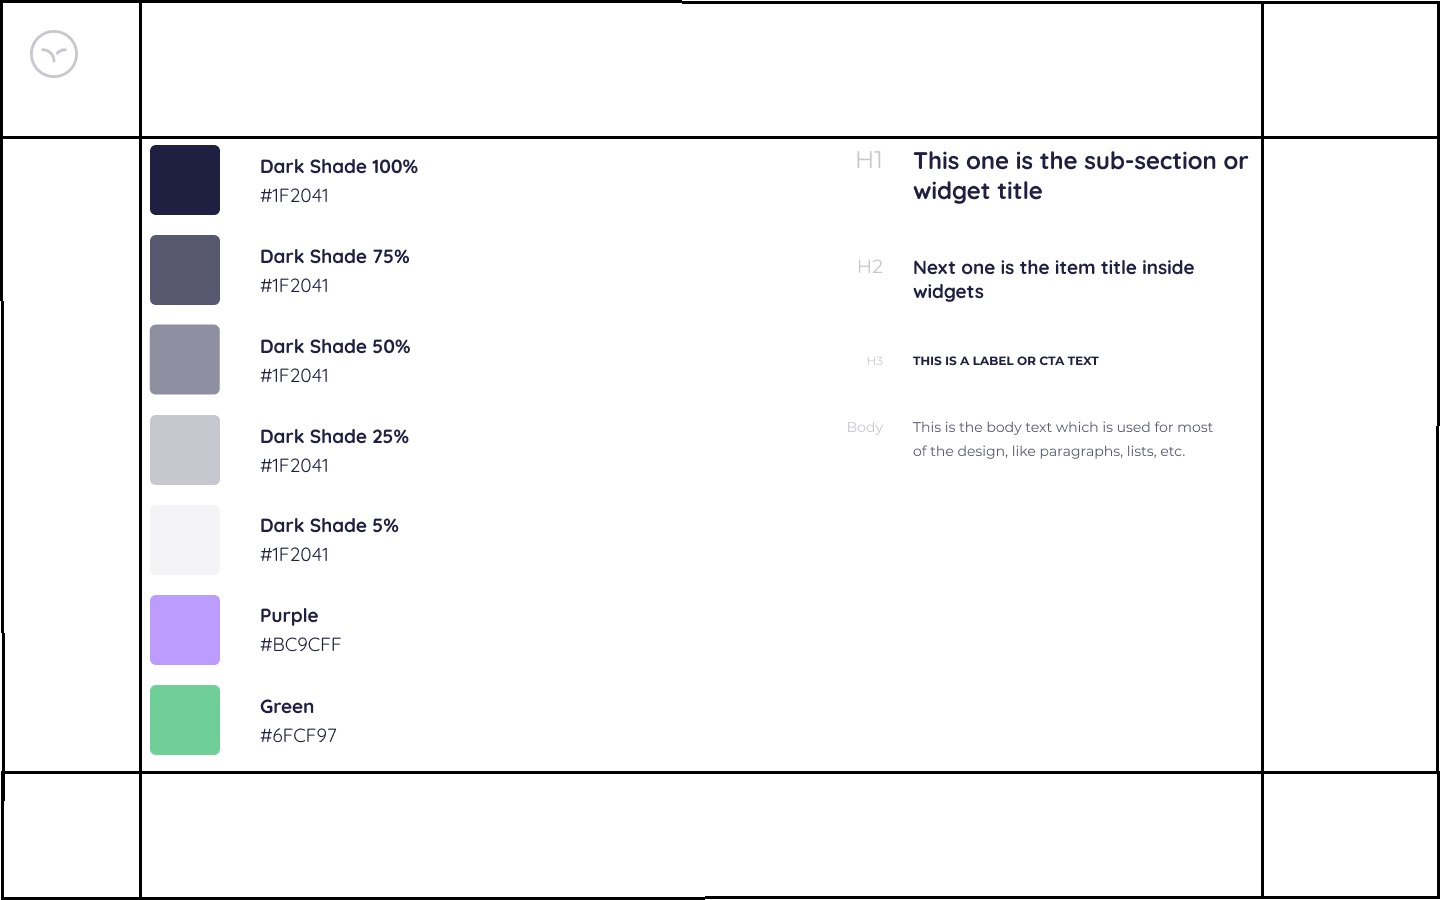 Dark Shade 100%
#1F2041
Dark Shade 75%
#1F2041
Dark Shade 50%
#1F2041
Dark Shade 25%
#1F2041
Dark Shade 5%
#1F2041
Purple
#BC9CFF
Green
#6FCF97
H1 This one is the sub-section or
widget title
H2 Next one is the item title inside
widgets
H3 THIS IS A LABEL OR CTA TEXT
Body This is the body text which is used for most
of the design, like paragraphs, lists, etc.